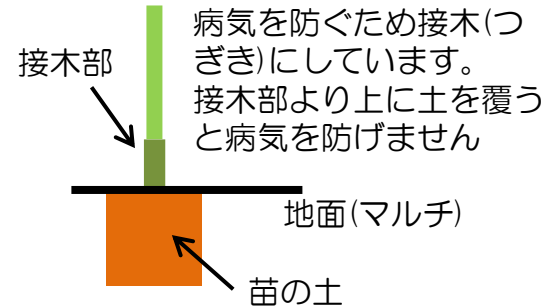 病気を防ぐため接木(つ
ぎき)にしています。
接木部より上に土を覆う
と病気を防げません
接木部
地面(マルチ)
苗の土